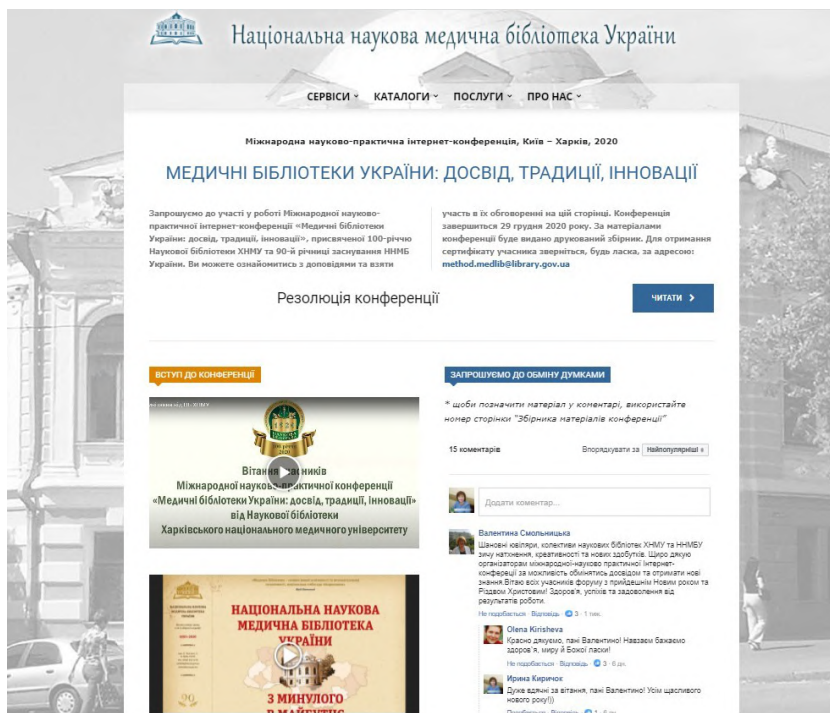 Національна наукова медична бібліотека України
СЕРВІСИ КАТАЛОГИ ПОСЛУГИ ПРО НАС
Міжнародна науково-практична інтернет-конференція, Київ – Харків, 2020
МЕДИЧНІ БІБЛІОТЕКИ УКРАЇНИ: ДОСВІД, ТРАДИЦІЇ, ІННОВАЦІЇ
Запрошуємо до участі у роботі Міжнародної науково-
практичної інтернет-конференції «Медичні бібліотеки
України: досвід, традиції, інновації», присвяченої 100-річчю
Наукової бібліотеки ХНМУ та 90-й річниці заснування ННМБ
України. Ви можете ознайомитись з доповідями та взяти
участь в їх обговоренні на цій сторінці. Конференція
завершиться 29 грудня 2020 року. За матеріалами
конференції буде видано друкований збірник. Для отримання
сертифікату учасника зверніться, будь ласка, за адресою:
method.medlib@library.gov.ua
Резолюція конференції
ЧИТАТИ
ВСТУП ДО КОНФЕРЕНЦІЇ
Вітання учасників
Міжнародної науково-практичної конференції
«Медичні бібліотеки України: досвід, традиції, інновації»
від Наукової бібліотеки
Харківського національного медичного університету
НАЦІОНАЛЬНА НАУКОВА
МЕДИЧНА БІБЛІОТЕКА
УКРАЇНИ
З МИНУЛОГО
В МАЙБУТНЄ
90
ЗАПРОШУЄМО ДО ОБМІНУ ДУМКАМИ
* щоби позначити матеріал у коментарі, використайте
номер сторінки "Збірника матеріалів конференції"
15 коментарів Впорядкувати за Найпопулярніші
Додати коментар...
Валентина Смольницька
Шановні ювіляри, колективи наукових бібліотек ХНМУ та ННМБУ
зичу натхнення, креативності та нових здобутків. Щиро дякую
організаторам міжнародної-науково практичної Інтернет-
конфереції за можливість обмінятись досвідом та отримати нові
знання.Вітаю всіх учасників форуму з прийдешнім Новим роком та
Різдвом Христовим! Здоров'я, успіхів та задоволення від
результатів роботи.
Не подобається · Відповідь · 3 · 1 тиж.
Olena Kirisheva
Красно дякуємо, пані Валентино! Навзаєм бажаємо
здоров'я, миру й Божої ласки!
Не подобається · Відповідь · 3 · 6 дн.
Ирина Киричок
Дуже вдячні за вітання, пані Валентино! Усім щасливого
нового року!))